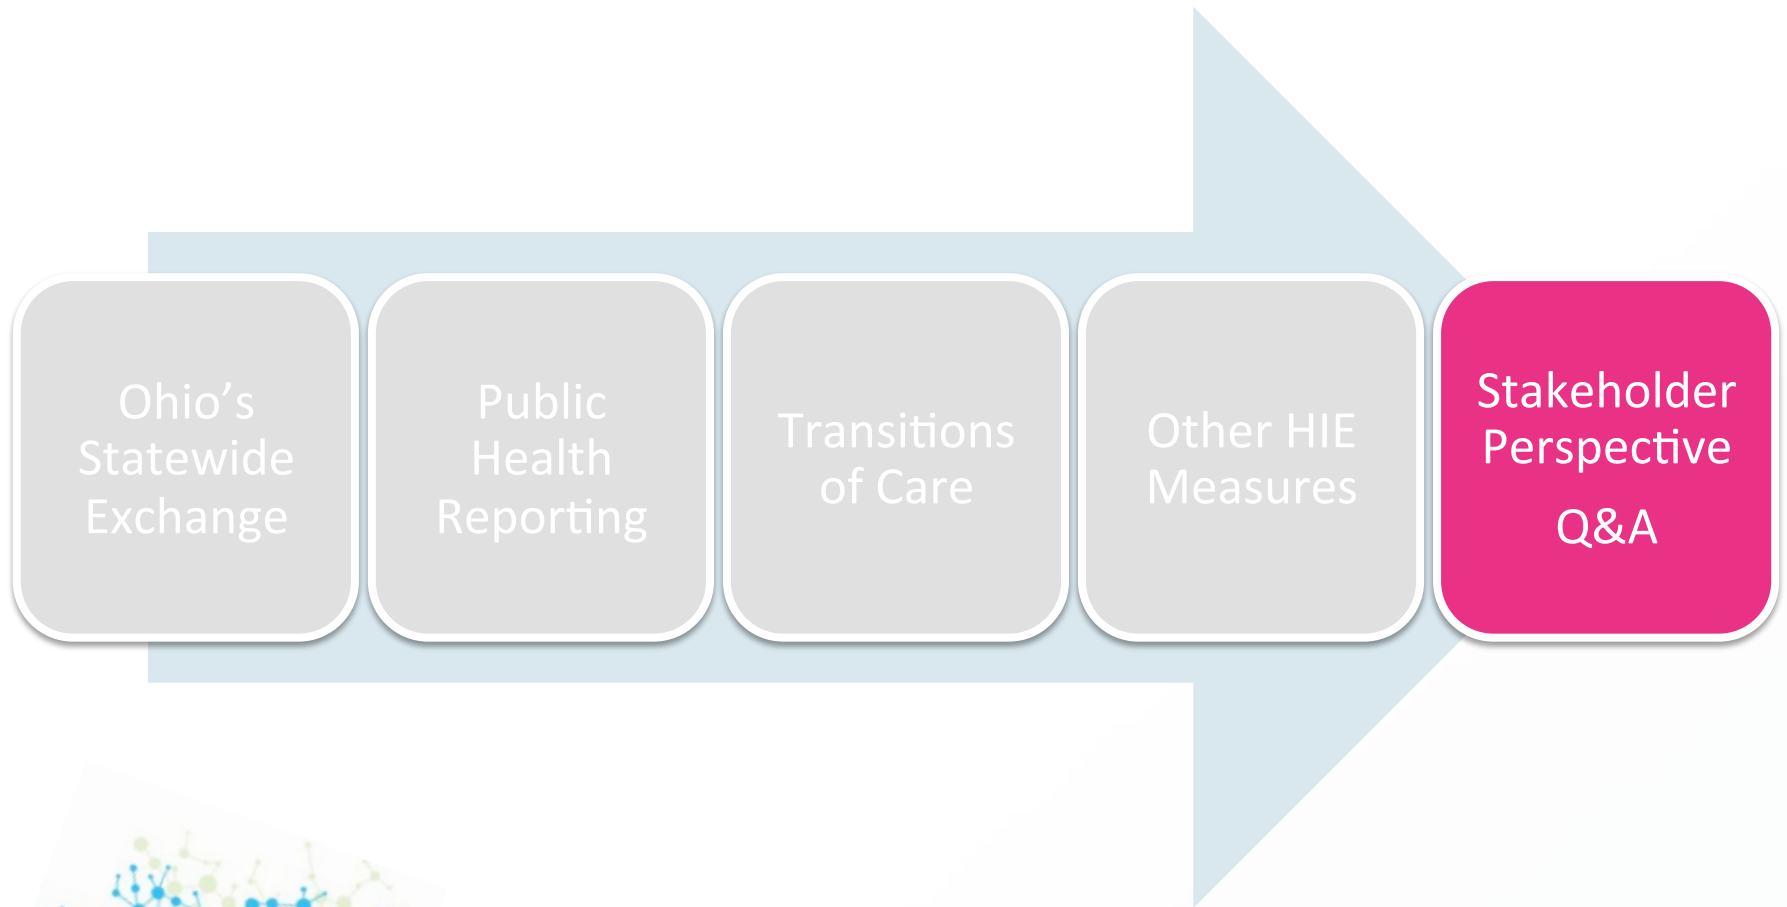 Ohio’s
Statewide
Exchange
Public
Health
Reporting
Transitions
of Care
Other HIE
Measures
Stakeholder
Perspective
Q&A